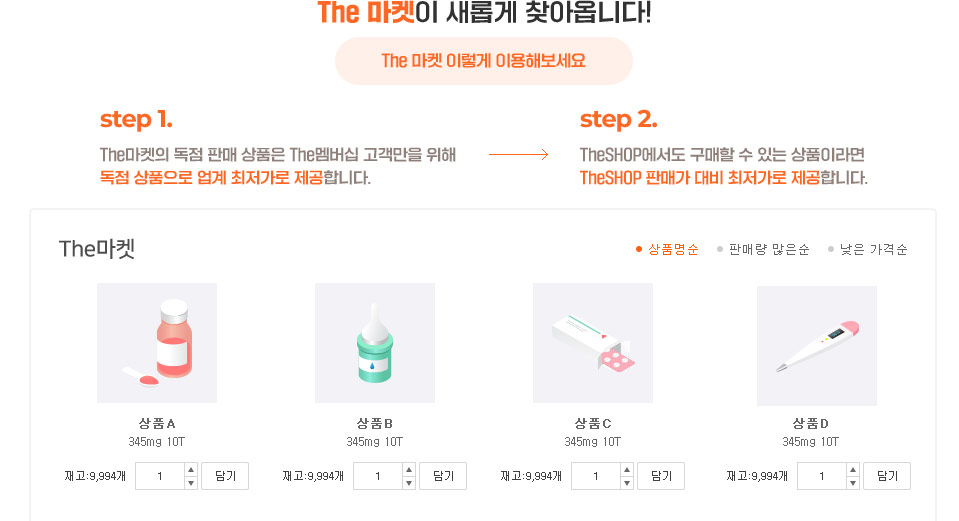 The 마켓이 새롭게 찾아옵니다!
The 마켓 이렇게 이용해보세요
step 1.
The마켓의 독점 판매 상품은 The멤버십 고객만을 위해
독점 상품으로 업계 최저가로 제공합니다.
step 2.
TheSHOP에서도 구매할 수 있는 상품이라면
TheSHOP 판매가 대비 최저가로 제공합니다.
The마켓
상품명순 판매량 많은순 낮은 가격순
상품A 상품B 상품C 상품D
345mg 10T 345mg 10T 345mg 10T 345mg 10T
재고:9,994개 1 담기 재고:9,994개 1 담기 재고:9,994개 1 담기 재고:9,994개 1 담기